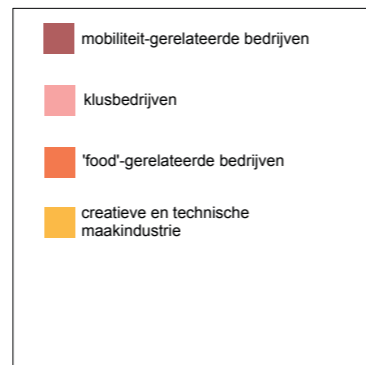 mobiliteit-gerelateerde bedrijven
klusbedrijven
'food'-gerelateerde bedrijven
creatieve en technische
maakindustrie